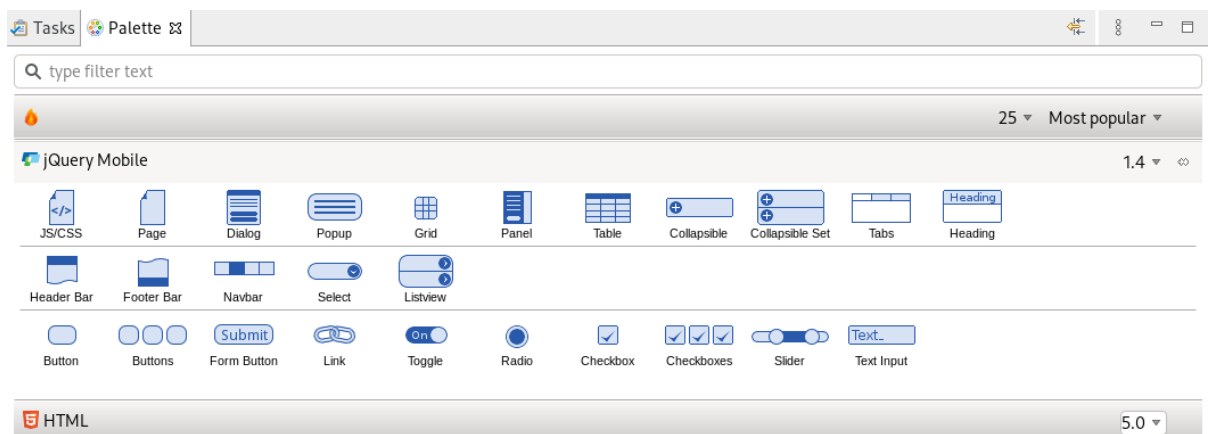 Tasks Palette
type filter text
25 Most popular
jQuery Mobile 1.4
</> Heading
JS/CSS Page Dialog Popup Grid Panel Table Collapsible Collapsible Set Tabs Heading
Header Bar Footer Bar Navbar Select Listview
Submit On Text_
Button Buttons Form Button Link Toggle Radio Checkbox Checkboxes Slider Text Input
5 HTML 5.0